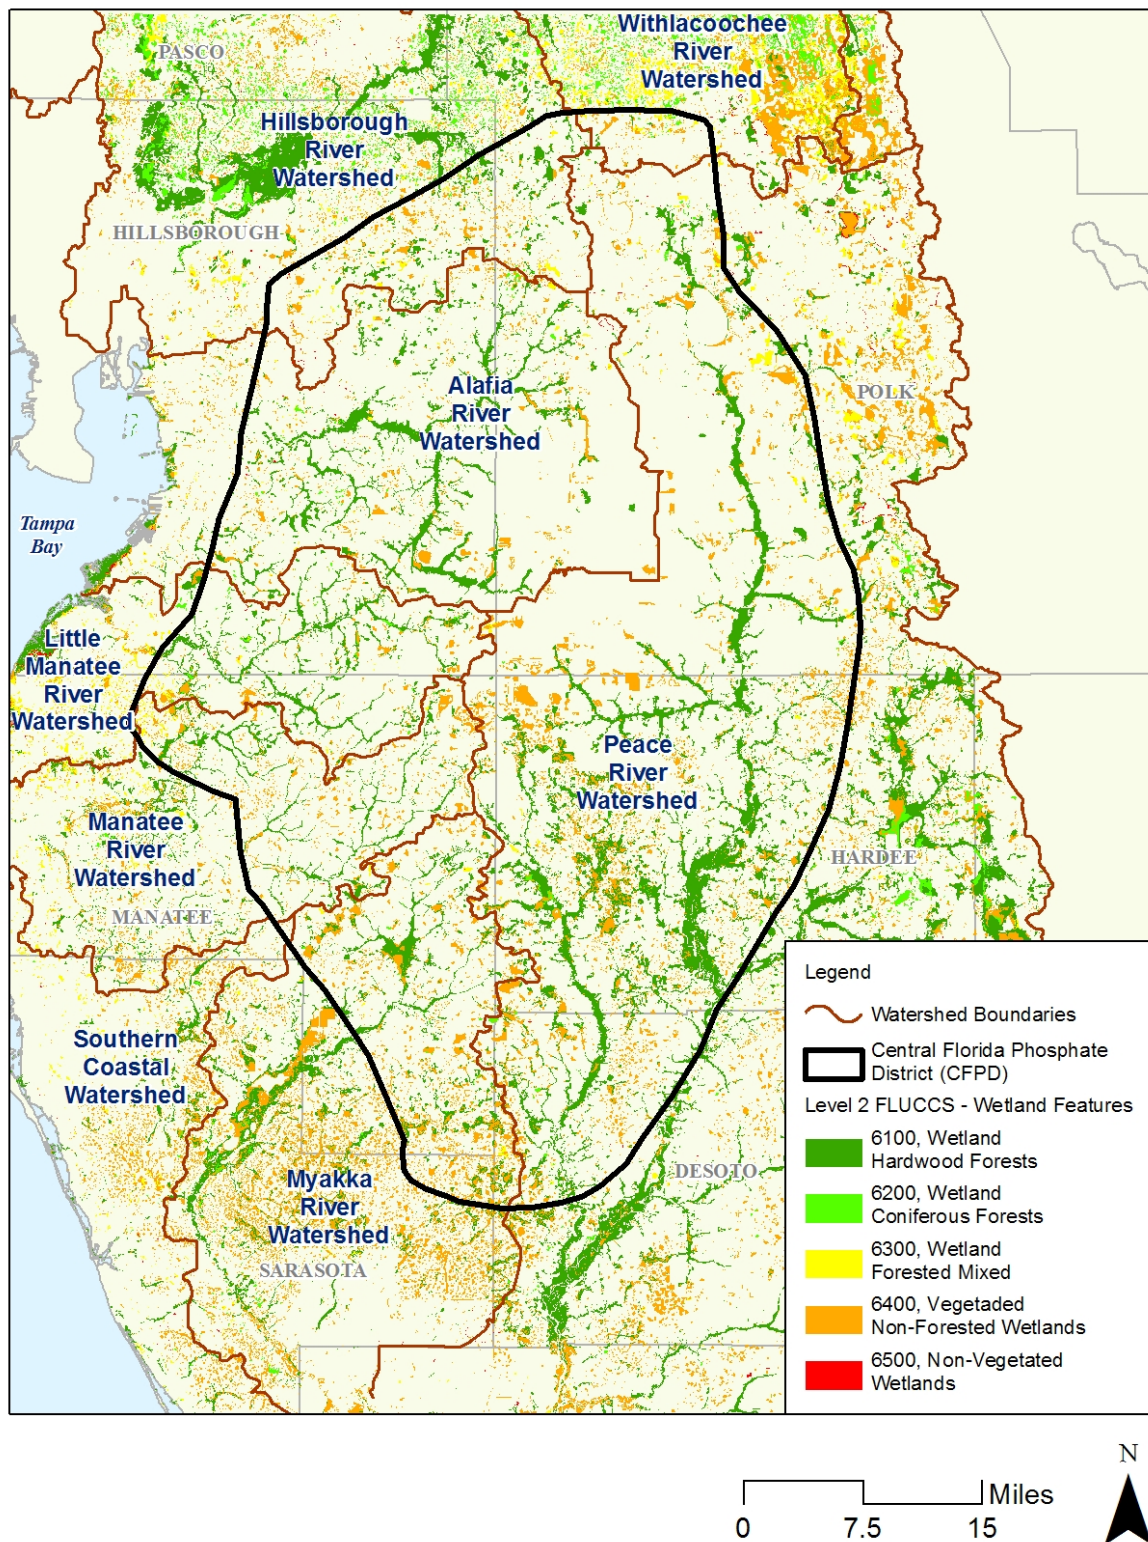 Withlacoochee
River
Watershed
PASCO
Hillsborough
River
Watershed
HILLSBOROUGH
Alafia
River
Watershed
POLK
Tampa
Bay
Little
Manatee
River
Watershed
Peace
River
Watershed
Manatee
River
Watershed
HARDEE
MANATEE
Southern
Coastal
Watershed
Myakka
River
Watershed
DESOTO
SARASOTA
Legend
Watershed Boundaries
Central Florida Phosphate
District (CFPD)
Level 2 FLUCCS - Wetland Features
6100, Wetland
Hardwood Forests
6200, Wetland
Coniferous Forests
6300, Wetland
Forested Mixed
6400, Vegetaded
Non-Forested Wetlands
6500, Non-Vegetated
Wetlands
N
Miles
0 7.5 15